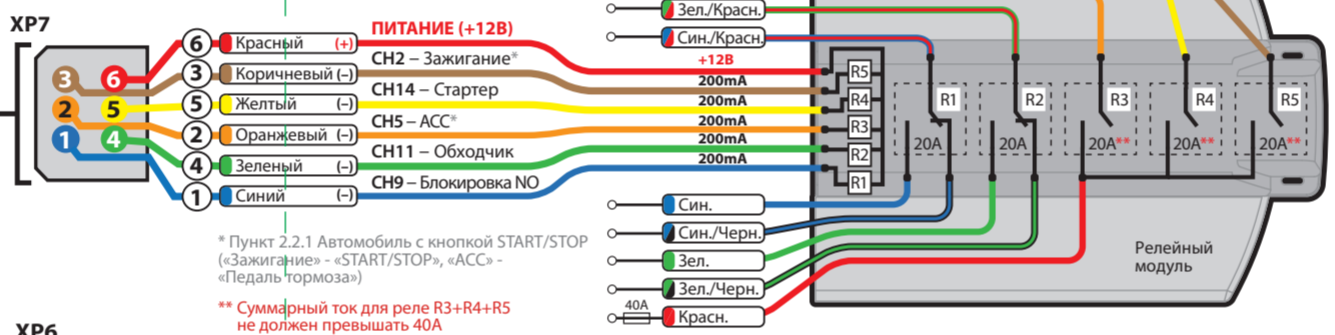 XP7
3 6
2 5
1 4
6 Красный (+)
3 Коричневый (–)
5 Желтый (–)
2 Оранжевый (–)
4 Зеленый (–)
1 Синий (–)
ПИТАНИЕ (+12В)
CH2 – Зажигание*
CH14 – Стартер
CH5 – ACC*
CH11 – Обходчик
CH9 – Блокировка NO
+12В
200mA
200mA
200mA
200mA
200mA
Зел./Красн.
Син./Красн.
R5
R4
R3
R2
R1
R1 R2 R3 R4 R5
20A 20A 20A** 20A** 20A**
Син.
Син./Черн.
Зел.
Зел./Черн.
40A
Красн.
Релейный
модуль
* Пункт 2.2.1 Автомобиль с кнопкой START/STOP
(«Зажигание» - «START/STOP», «ACC» -
«Педаль тормоза»)
** Суммарный ток для реле R3+R4+R5
не должен превышать 40А
XP6